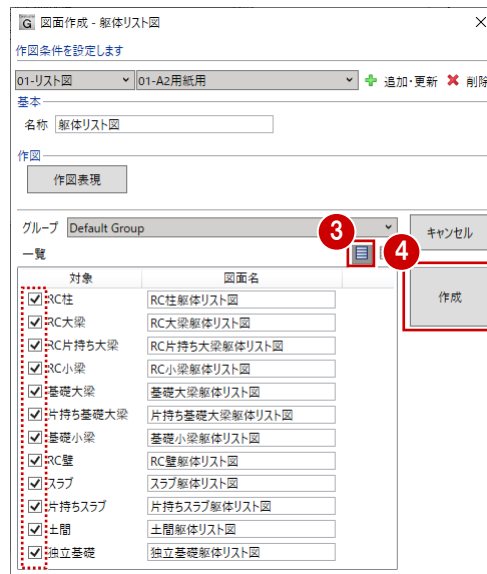 G 図面作成 - 躯体リスト図
作図条件を設定します
01-リスト図 01-A2用紙用 追加・更新 削除
基本
名称 躯体リスト図
作図
作図表現
グループ Default Group キャンセル
3
4
一覧
作成
対象 図面名
RC柱 RC柱躯体リスト図
RC大梁 RC大梁躯体リスト図
RC片持ち大梁 RC片持ち大梁躯体リスト図
RC小梁 RC小梁躯体リスト図
基礎大梁 基礎大梁躯体リスト図
片持ち基礎大梁 片持ち基礎大梁躯体リスト図
基礎小梁 基礎小梁躯体リスト図
RC壁 RC壁躯体リスト図
スラブ スラブ躯体リスト図
片持ちスラブ 片持ちスラブ躯体リスト図
土間 土間躯体リスト図
独立基礎 独立基礎躯体リスト図